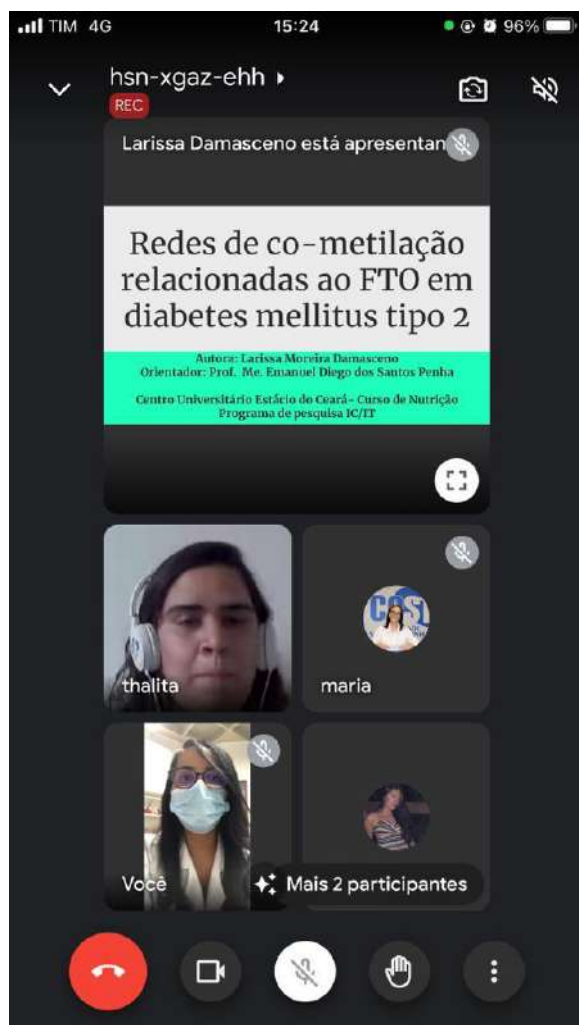 TIM 4G 15:24 96%
hsn-xgaz-ehh
REC
Larissa Damasceno está apresentan
Redes de co-metilação
relacionadas ao FTO em
diabetes mellitus tipo 2
Autora: Larissa Moreira Damasceno
Orientador: Prof. Me. Emanoel Diego dos Santos Penha
Centro Universitário Estácio do Ceará- Curso de Nutrição
Programa de pesquisa IC/IT
thalita
maria
Você
Mais 2 participantes